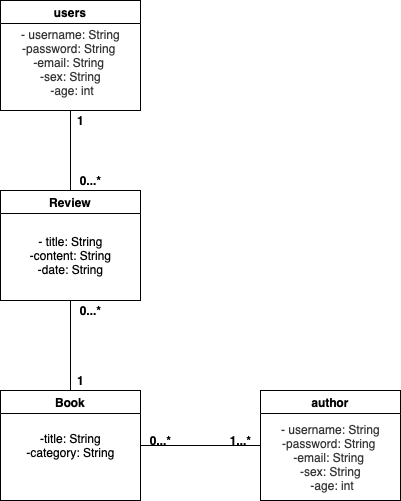 users
- username: String
-password: String
-email: String
-sex: String
-age: int
1
0...*
Review
- title: String
-content: String
-date: String
0...*
1
Book
-title: String
-category: String
0...*
1...*
author
- username: String
-password: String
-email: String
-sex: String
-age: int